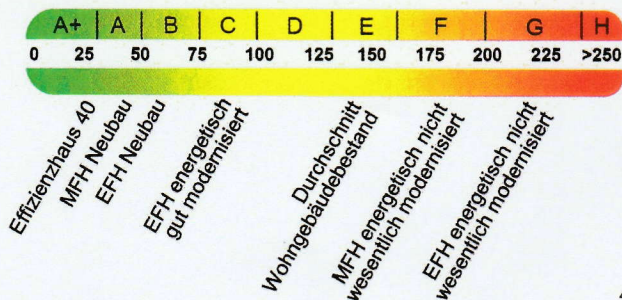 A+ A B C D E F G H
0 25 50 75 100 125 150 175 200 225 >250
Effizienzhaus 40
MFH Neubau
EFH Neubau
EFH energetisch
gut modernisiert
Durchschnitt
Wohngebäudebestand
MFH energetisch nicht
wesentlich modernisiert
EFH energetisch nicht
wesentlich modernisiert